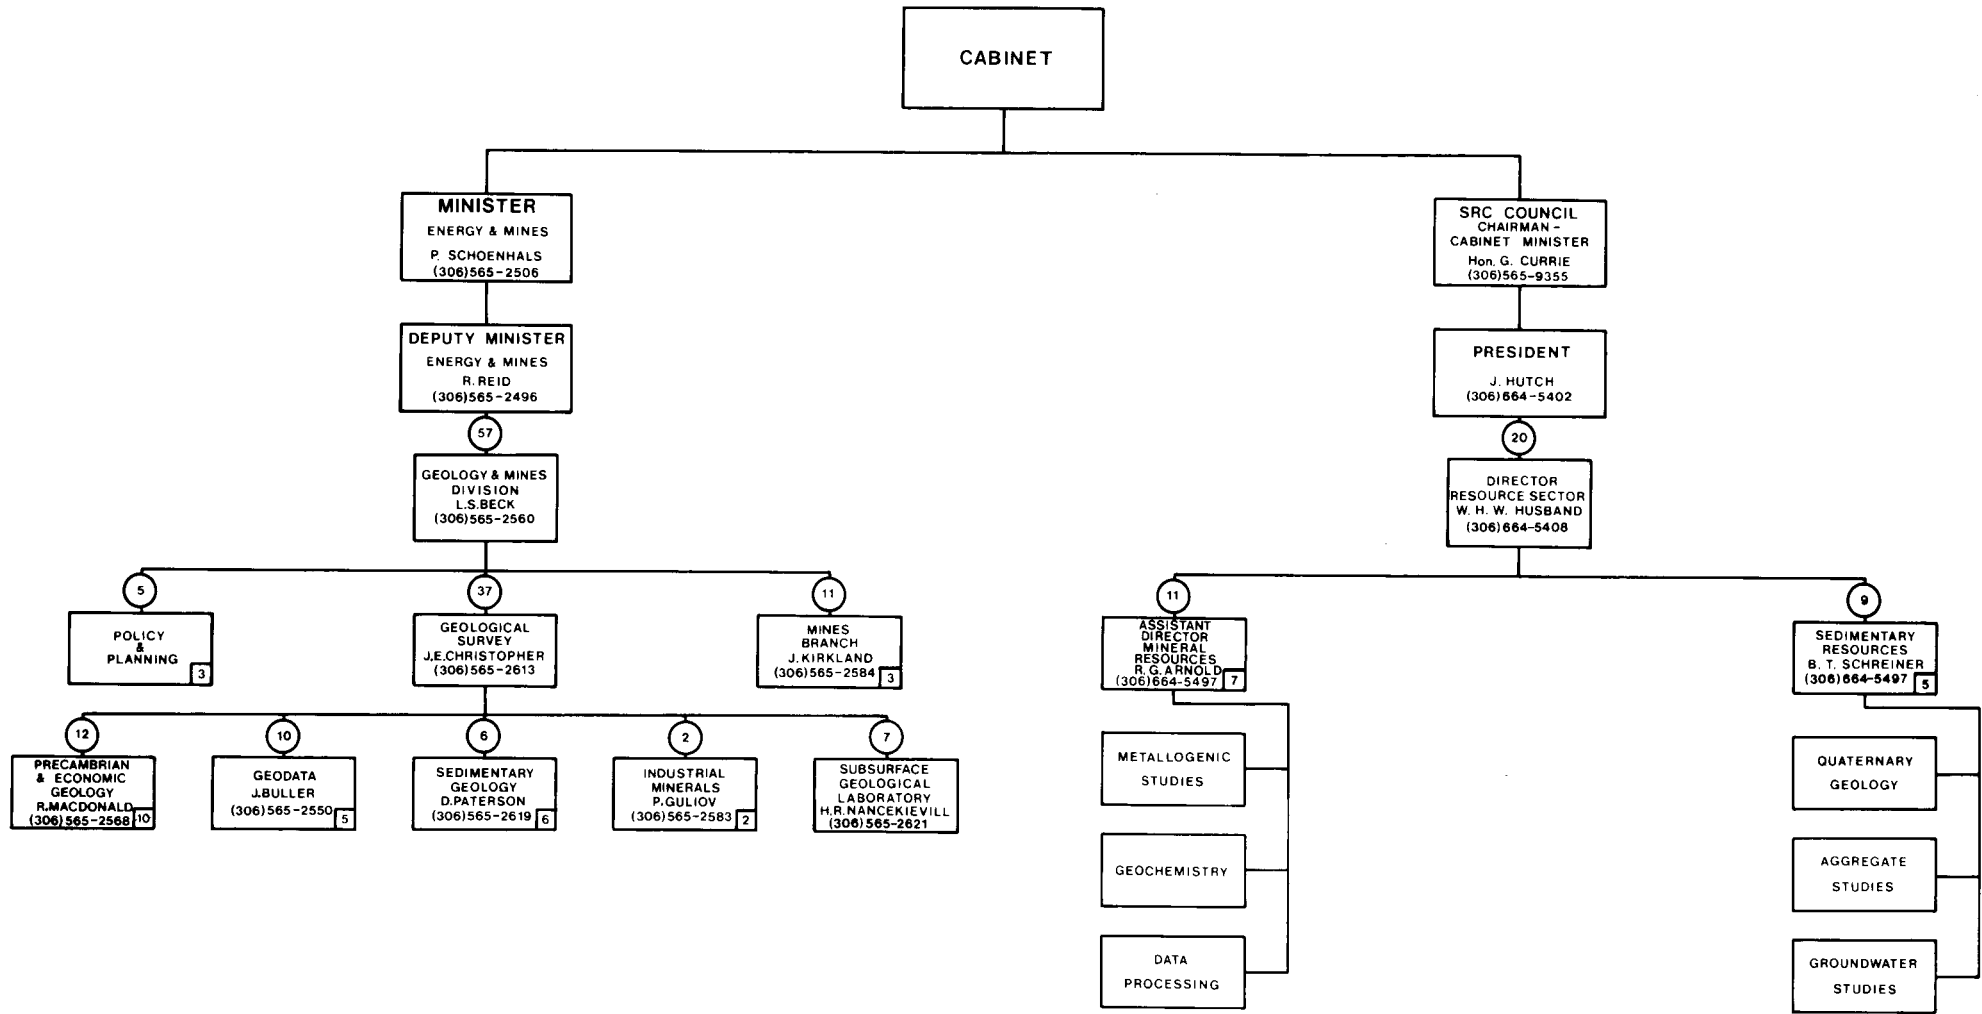 CABINET
MINISTER
ENERGY & MINES
P. SCHOENHALS
(306)565-2506
SRC COUNCIL
CHAIRMAN -
CABINET MINISTER
Hon. G. CURRIE
(306)565-9355
DEPUTY MINISTER
ENERGY & MINES
R. REID
(306)565-2496
PRESIDENT
J. HUTCH
(306)664-5402
57
GEOLOGY & MINES
DIVISION
L.S.BECK
(306)565-2560
20
DIRECTOR
RESOURCE SECTOR
W. H. W. HUSBAND
(306)664-5408
5
POLICY
&
PLANNING
3
37
GEOLOGICAL
SURVEY
J.E.CHRISTOPHER
(306)565-2613
11
MINES
BRANCH
J. KIRKLAND
(306)565-2584
3
11
ASSISTANT
DIRECTOR
MINERAL
RESOURCES
R. G. ARNOLD
(306)664-5497
7
9
SEDIMENTARY
RESOURCES
B. T. SCHREINER
(306)664-5497
5
12
PRECAMBRIAN
& ECONOMIC
GEOLOGY
R.MACDONALD
(306)565-2568
10
10
GEODATA
J.BULLER
(306)565-2550
5
6
SEDIMENTARY
GEOLOGY
D.PATERSON
(306)565-2619
6
2
INDUSTRIAL
MINERALS
P.GULIOV
(306)565-2583
2
7
SUBSURFACE
GEOLOGICAL
LABORATORY
H.R.NANCEKIEVILL
(306)565-2621
METALLOGENIC
STUDIES
GEOCHEMISTRY
DATA
PROCESSING
QUATERNARY
GEOLOGY
AGGREGATE
STUDIES
GROUNDWATER
STUDIES